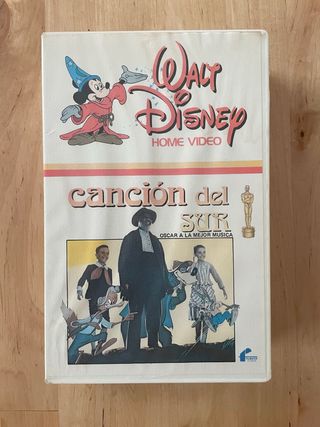 WALT
DISNEY
HOME VIDEO
canción del
SUR
OSCAR A LA MEJOR MUSICA